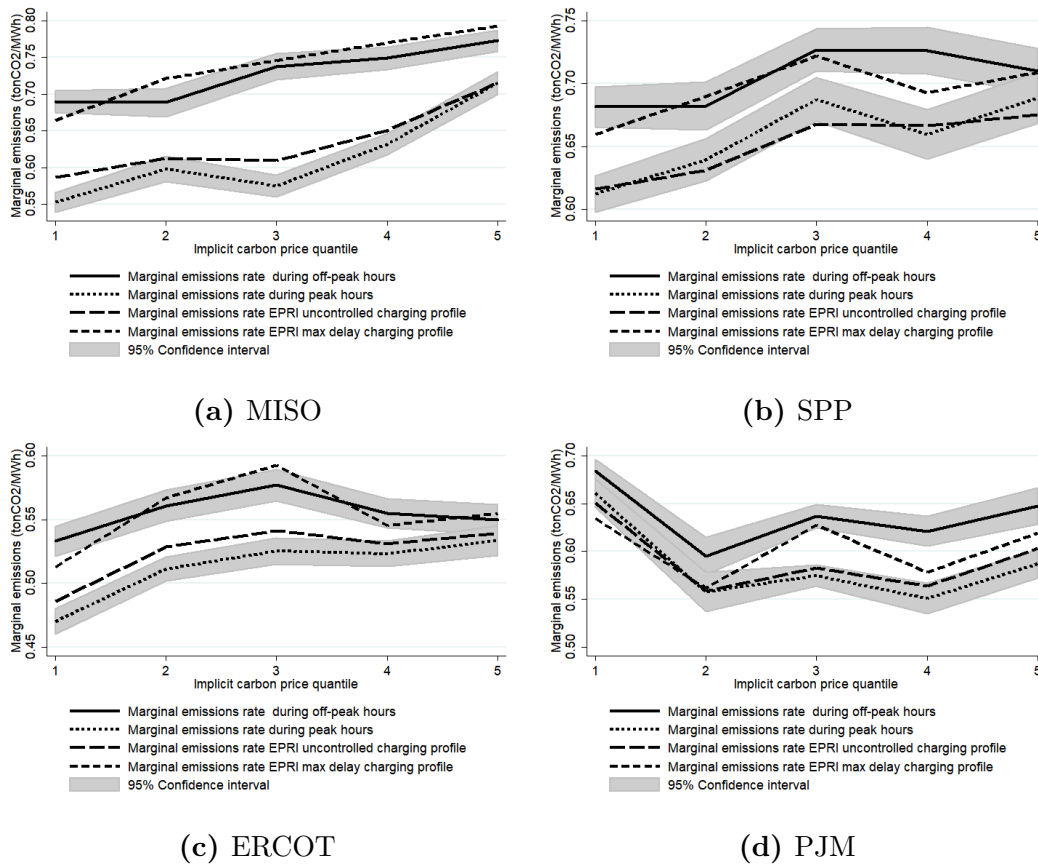 Marginal emissions (tonCO2/MWh)
0.80
0.75
0.70
0.65
0.60
0.55
1 2 3 4 5
Implicit carbon price quantile
Marginal emissions rate during off-peak hours
Marginal emissions rate during peak hours
Marginal emissions rate EPRI uncontrolled charging profile
Marginal emissions rate EPRI max delay charging profile
95% Confidence interval
(a) MISO
Marginal emissions (tonCO2/MWh)
0.75
0.70
0.65
0.60
1 2 3 4 5
Implicit carbon price quantile
Marginal emissions rate during off-peak hours
Marginal emissions rate during peak hours
Marginal emissions rate EPRI uncontrolled charging profile
Marginal emissions rate EPRI max delay charging profile
95% Confidence interval
(b) SPP
Marginal emissions (tonCO2/MWh)
0.60
0.55
0.50
0.45
1 2 3 4 5
Implicit carbon price quantile
Marginal emissions rate during off-peak hours
Marginal emissions rate during peak hours
Marginal emissions rate EPRI uncontrolled charging profile
Marginal emissions rate EPRI max delay charging profile
95% Confidence interval
(c) ERCOT
Marginal emissions (tonCO2/MWh)
0.70
0.65
0.60
0.55
0.50
1 2 3 4 5
Implicit carbon price quantile
Marginal emissions rate during off-peak hours
Marginal emissions rate during peak hours
Marginal emissions rate EPRI uncontrolled charging profile
Marginal emissions rate EPRI max delay charging profile
95% Confidence interval
(d) PJM